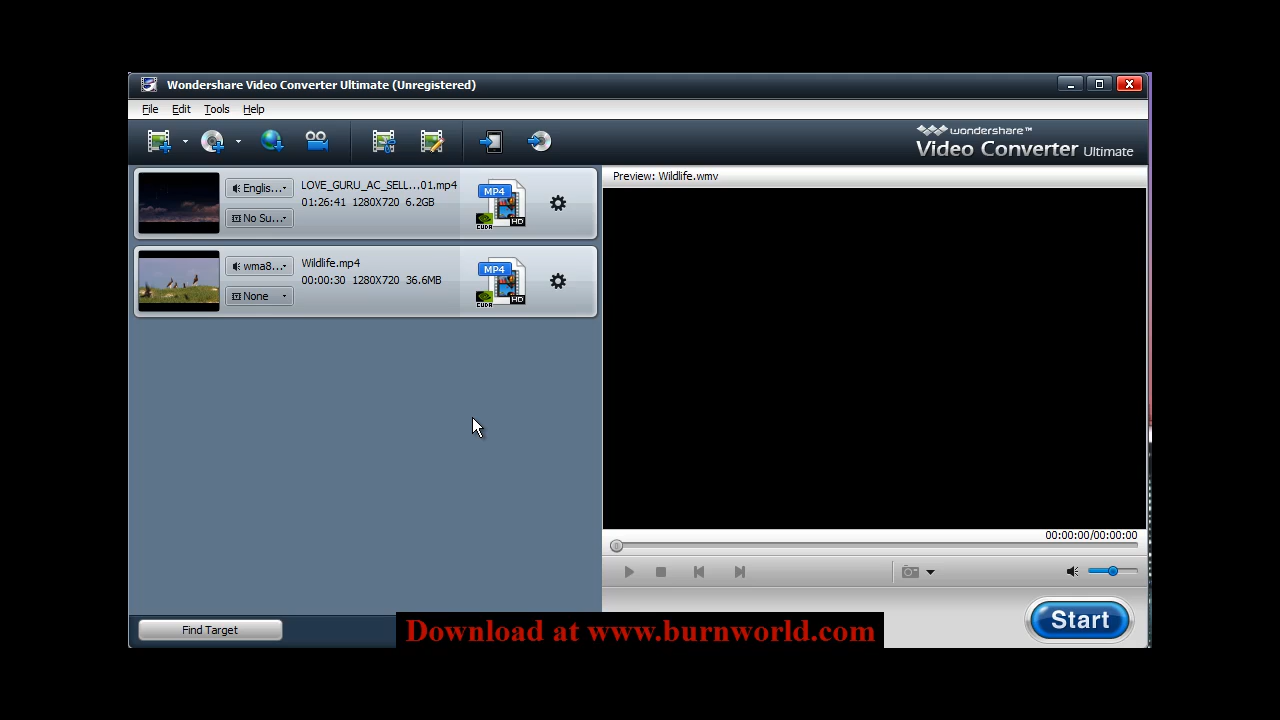 Wondershare Video Converter Ultimate (Unregistered)
File Edit Tools Help
wondershare™
Video Converter Ultimate
Preview: Wildlife.wmv
Englis...
LOVE_GURU_AC_SELL...01.mp4
01:26:41 1280X720 6.2GB
No Su...
MP4
CUDA
HD
wma8...
Wildlife.mp4
00:00:30 1280X720 36.6MB
None
MP4
CUDA
HD
00:00:00/00:00:00
Find Target
Start
Download at www.burnworld.com